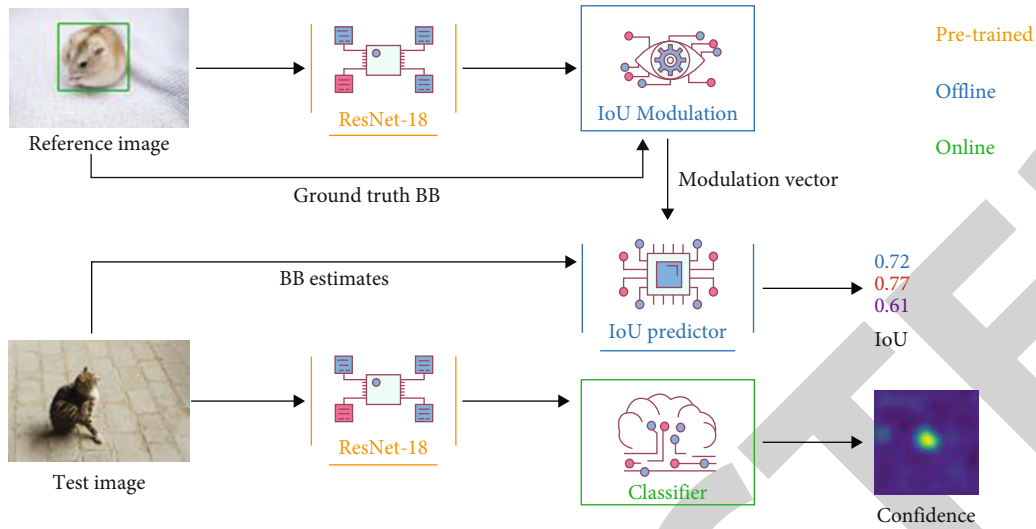 Pre-trained
ResNet-18
IoU Modulation
Offline
Reference image
Online
Ground truth BB
Modulation vector
BB estimates
0.72
0.77
0.61
IoU predictor
IoU
ResNet-18
Test image
Classifier
Confidence